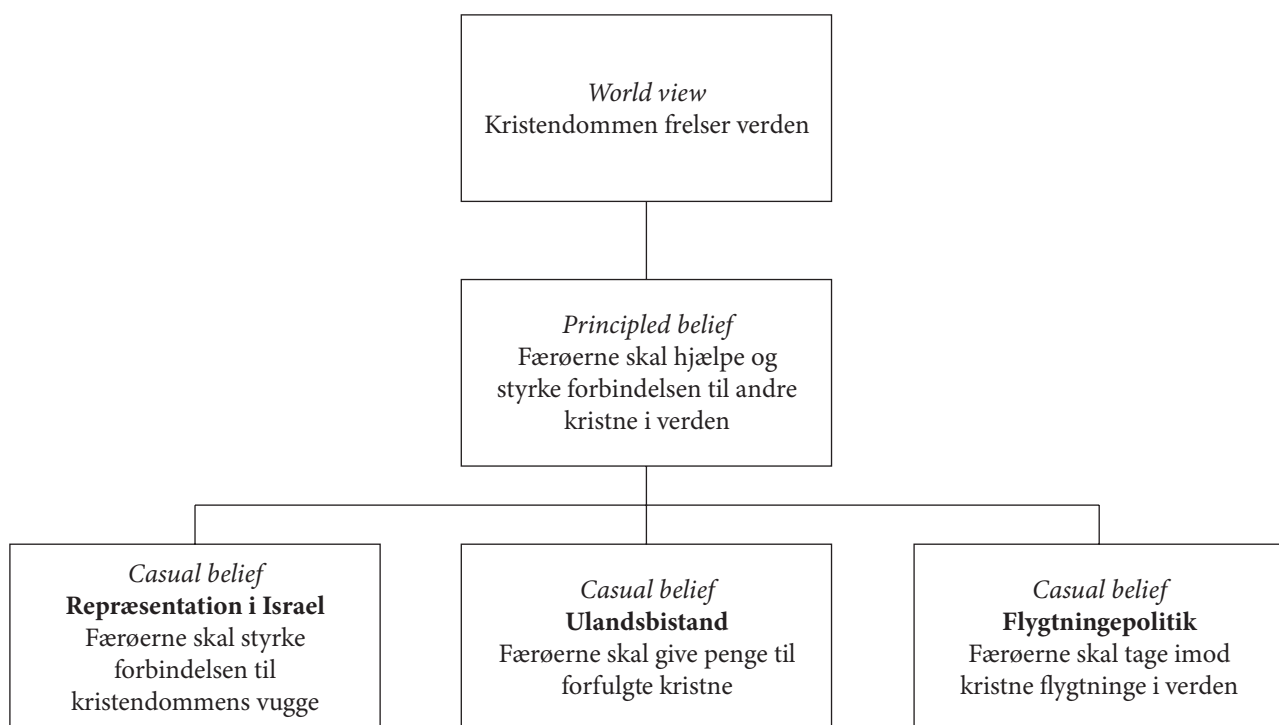 World view
Kristendommen frelser verden
Principled belief
Færøerne skal hjælpe og
styrke forbindelsen til andre
kristne i verden
Casual belief
Repræsentation i Israel
Færøerne skal styrke
forbindelsen til
kristendommens vugge
Casual belief
Ulandsbistand
Færøerne skal give penge til
forfulgte kristne
Casual belief
Flygtningepolitik
Færøerne skal tage imod
kristne flygtninge i verden